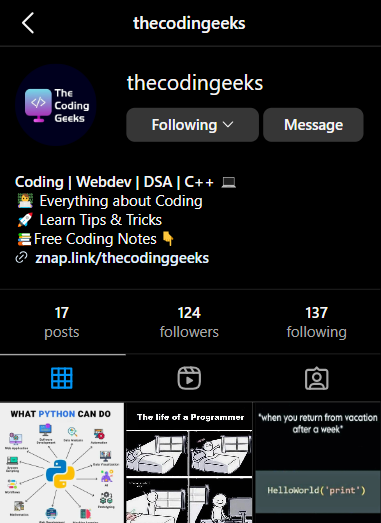 thecodingeeks
The
Coding
Geeks
thecodingeeks
Following
Message
Coding | Webdev | DSA | C++
Everything about Coding
Learn Tips & Tricks
Free Coding Notes
znap.link/thecodinggeeks
17
124
137
posts
followers
following
WHAT PYTHON CAN DO
The life of a Programmer
"when you return from vacation
after a week"
HelloWorld('print')